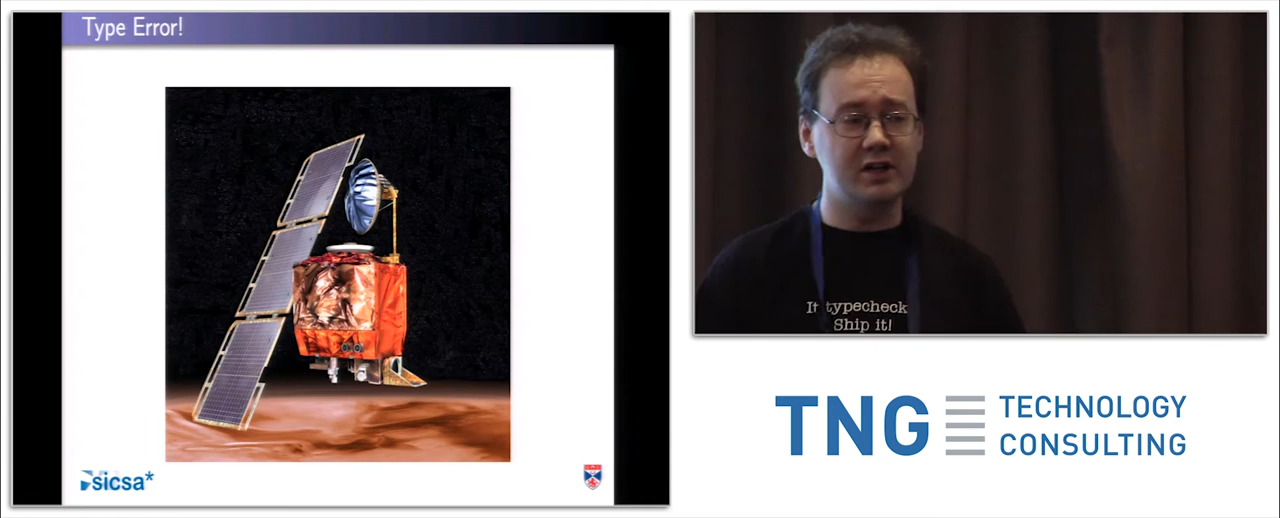 Type Error!
sicsa*
It typecheck
Ship it!
TNG TECHNOLOGY
CONSULTING